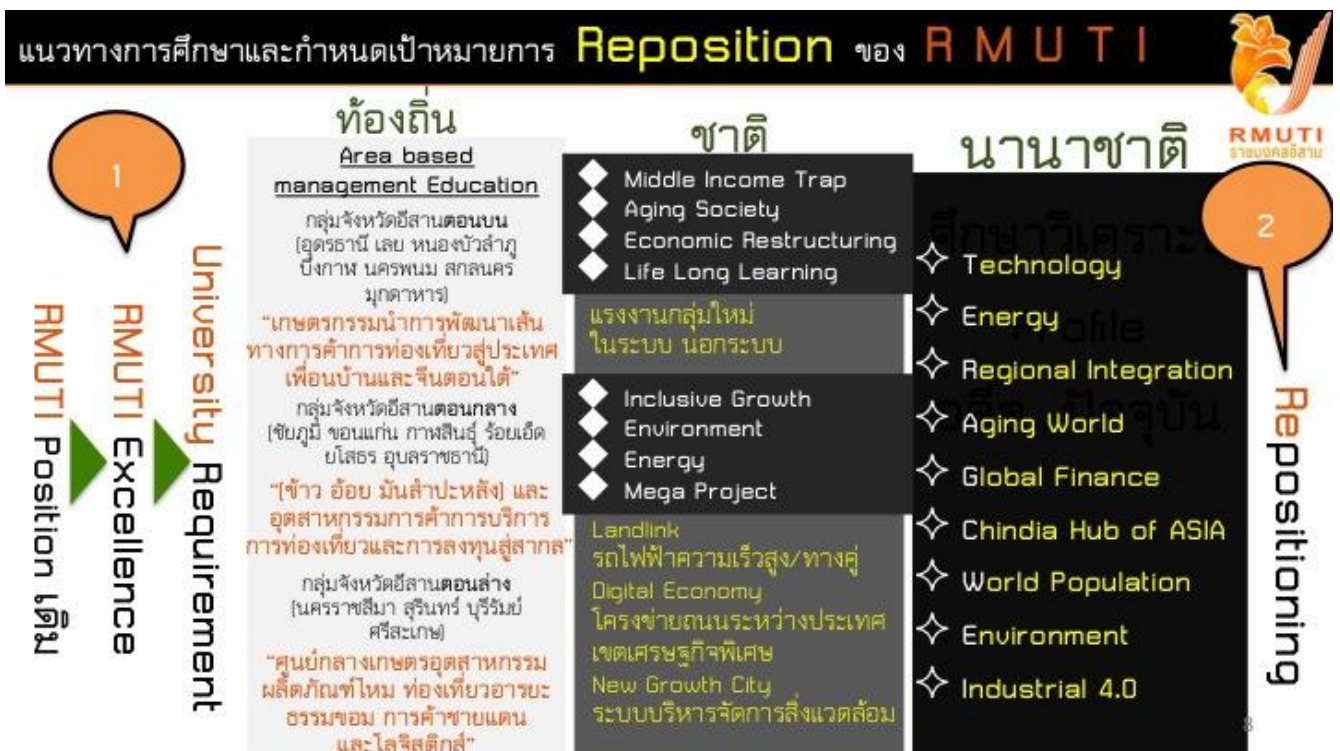 แนวทางการศึกษาและกำหนดเป้าหมายการ Reposition ของ R M U T I
RMUTI
ราชมงคลอีสาน
1
RMUTI Position เดิม
RMUTI Excellence
University Requirement
ท้องถิ่น
Area based
management Education
กลุ่มจังหวัดอีสานตอนบน
(อุดรธานี เลย หนองบัวลำภู
บึงกาฬ นครพนม สกลนคร
มุกดาหาร)
"เกษตรกรรมนำการพัฒนาเส้น
ทางการค้าการท่องเที่ยวสู่ประเทศ
เพื่อนบ้านและจีนตอนใต้"
กลุ่มจังหวัดอีสานตอนกลาง
(ชัยภูมิ ขอนแก่น กาฬสินธุ์ ร้อยเอ็ด
ยโสธร อุบลราชธานี)
"(ข้าว อ้อย มันสำปะหลัง) และ
อุตสาหกรรมการค้าการบริการ
การท่องเที่ยวและการลงทุนสู่สากล"
กลุ่มจังหวัดอีสานตอนล่าง
(นครราชสีมา สุรินทร์ บุรีรัมย์
ศรีสะเกษ)
"ศูนย์กลางเกษตรอุตสาหกรรม
ผลิตภัณฑ์ไหม ท่องเที่ยวอารยะ
ธรรมขอม การค้าชายแดน
และโลจิสติกส์"
ชาติ
Middle Income Trap
Aging Society
Economic Restructuring
Life Long Learning
แรงงานกลุ่มใหม่
ในระบบ นอกระบบ
Inclusive Growth
Environment
Energy
Mega Project
Landlink
รถไฟฟ้าความเร็วสูง/ทางคู่
Digital Economy
โครงข่ายถนนระหว่างประเทศ
เขตเศรษฐกิจพิเศษ
New Growth City
ระบบบริหารจัดการสิ่งแวดล้อม
นานาชาติ
Technology
Energy
Regional Integration
Aging World
Global Finance
Chindia Hub of ASIA
World Population
Environment
Industrial 4.0
2
Repositioning
8